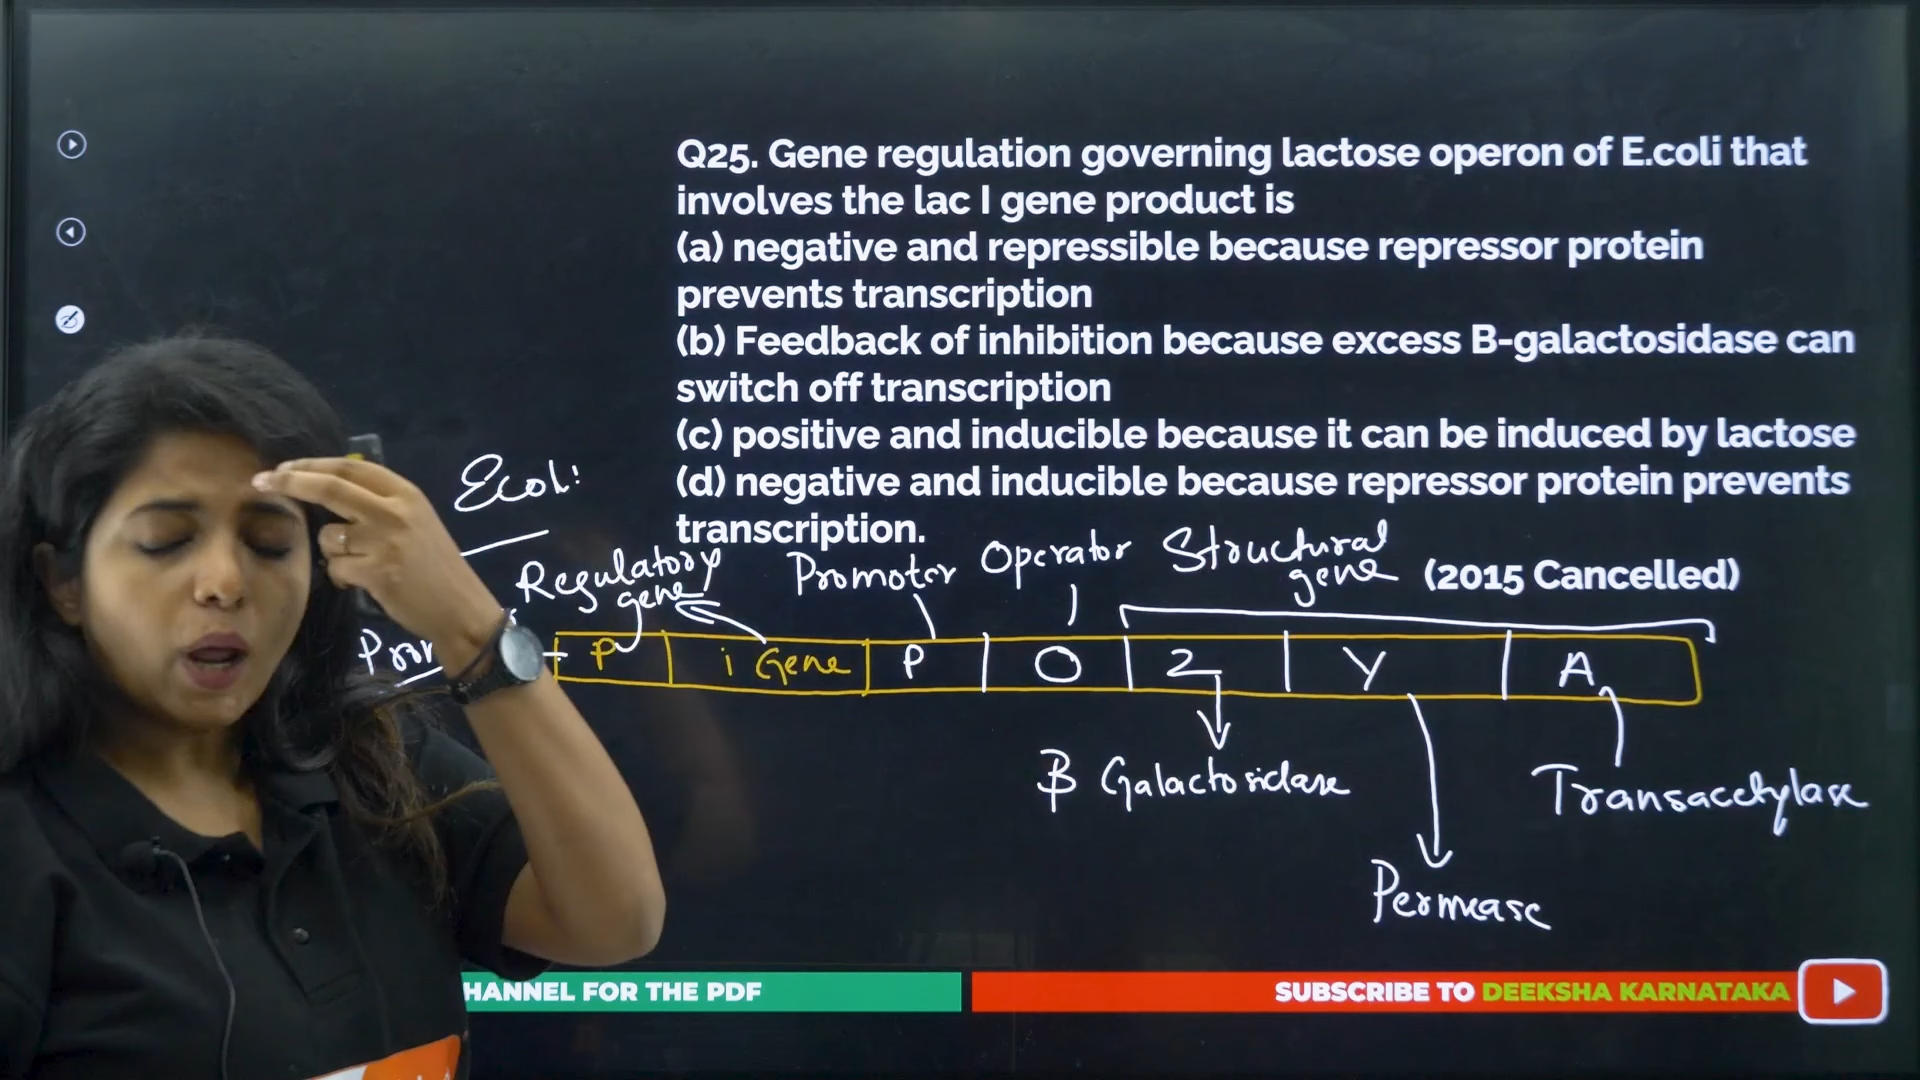 Q25. Gene regulation governing lactose operon of E.coli that
involves the lac I gene product is
(a) negative and repressible because repressor protein
prevents transcription
(b) Feedback of inhibition because excess B-galactosidase can
switch off transcription
(c) positive and inducible because it can be induced by lactose
(d) negative and inducible because repressor protein prevents
transcription.
(2015 Cancelled)
Ecoli
Regulatory
gene
Promoter
Operator
Structural
gene
P
i Gene
P
O
Z
Y
A
β Galactosidase
Transacetylase
Permease
HANNEL FOR THE PDF
SUBSCRIBE TO DEEKSHA KARNATAKA